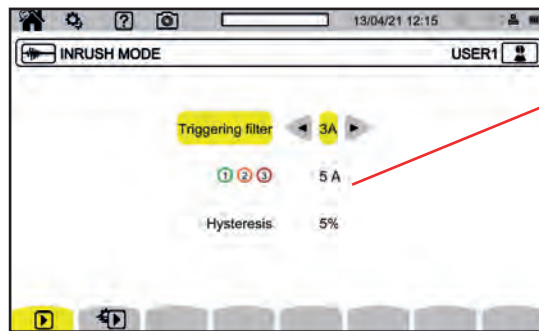 ? 13/04/21 12:15
INRUSH MODE USER1
Triggering filter ◄ 3A ►
1 2 3 5 A
Hysteresis 5%